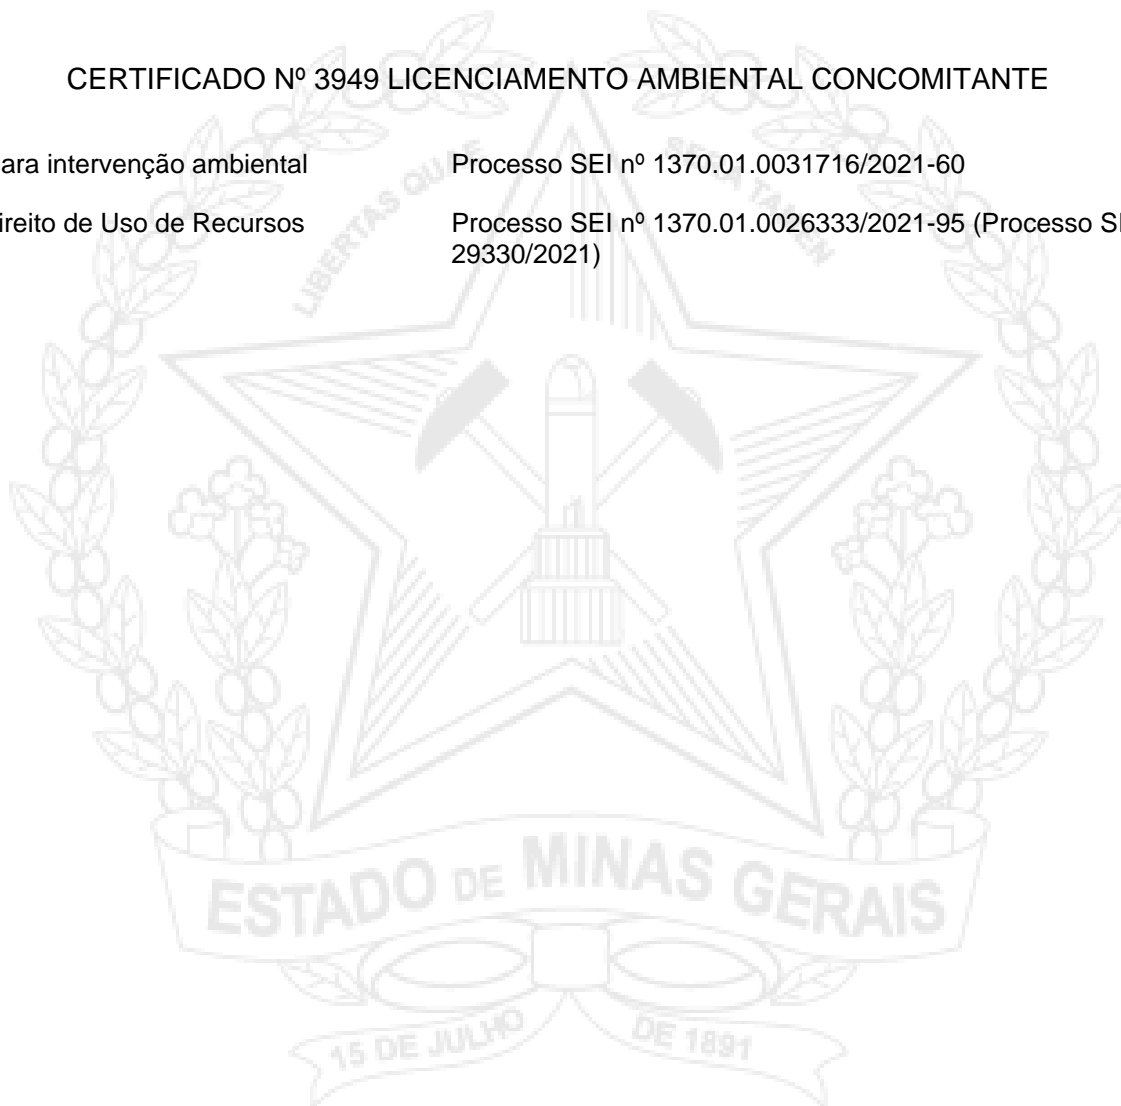 CERTIFICADO Nº 3949 LICENCIAMENTO AMBIENTAL CONCOMITANTE
ara intervenção ambiental Processo SEI nº 1370.01.0031716/2021-60
ireito de Uso de Recursos Processo SEI nº 1370.01.0026333/2021-95 (Processo SI
29330/2021)
LIBERTAS QUÆ SERA TAMEN
ESTADO DE MINAS GERAIS
15 DE JULHO DE 1891